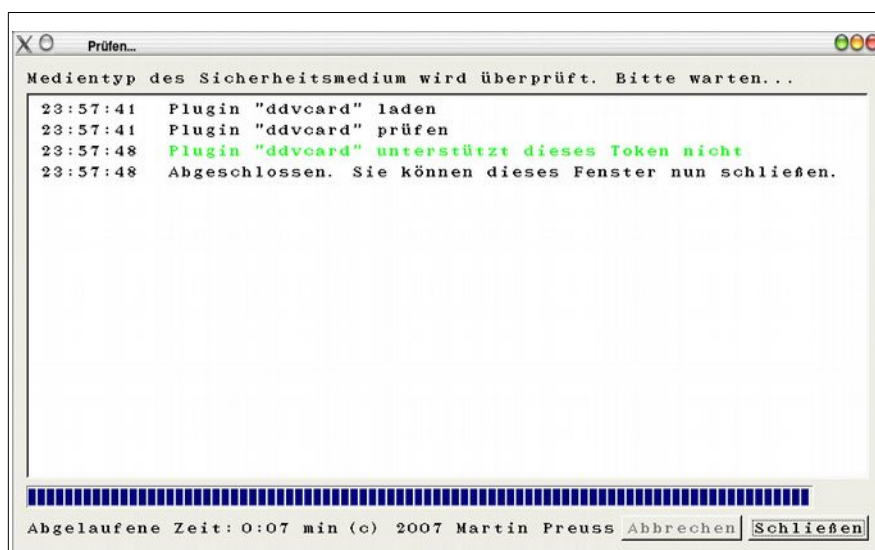 Prüfen...
Medientyp des Sicherheitsmedium wird überprüft. Bitte warten...
23:57:41 Plugin "ddvcard" laden
23:57:41 Plugin "ddvcard" prüfen
23:57:48 Plugin "ddvcard" unterstützt dieses Token nicht
23:57:48 Abgeschlossen. Sie können dieses Fenster nun schließen.
Abgelaufene Zeit: 0:07 min (c) 2007 Martin Preuss Abbrechen Schließen